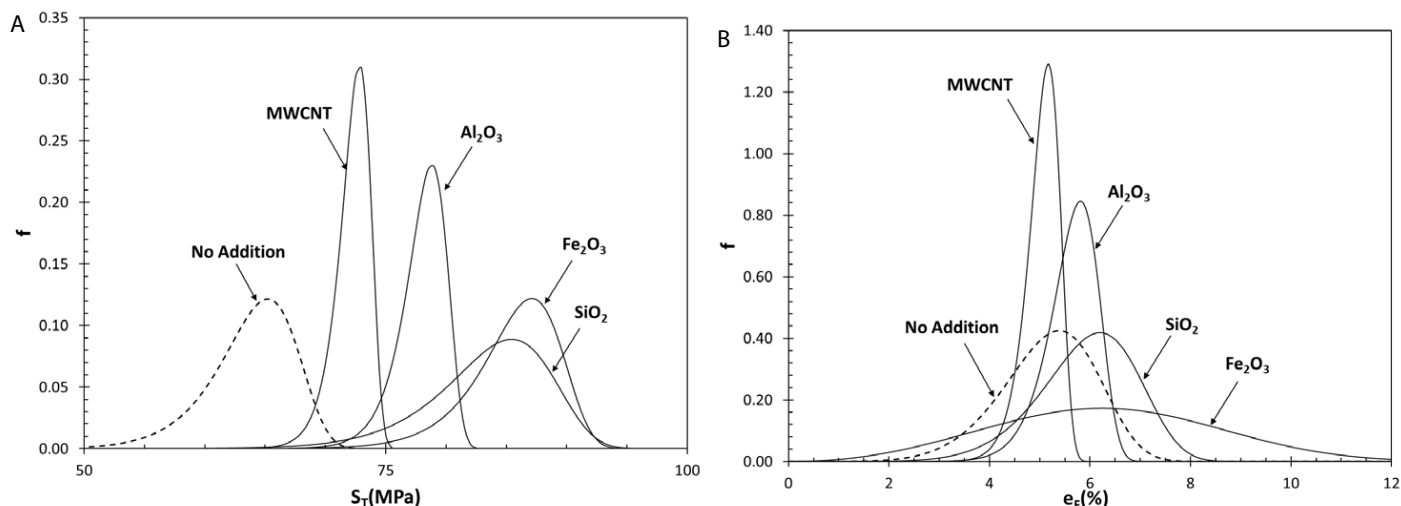 A
0.35
0.30
0.25
0.20
0.15
0.10
0.05
0.00
f
MWCNT
Al₂O₃
No Addition
Fe₂O₃
SiO₂
50
75
100
S_T(MPa)
B
1.40
1.20
1.00
0.80
0.60
0.40
0.20
0.00
f
MWCNT
Al₂O₃
No Addition
SiO₂
Fe₂O₃
0
2
4
6
8
10
12
e_F(%)